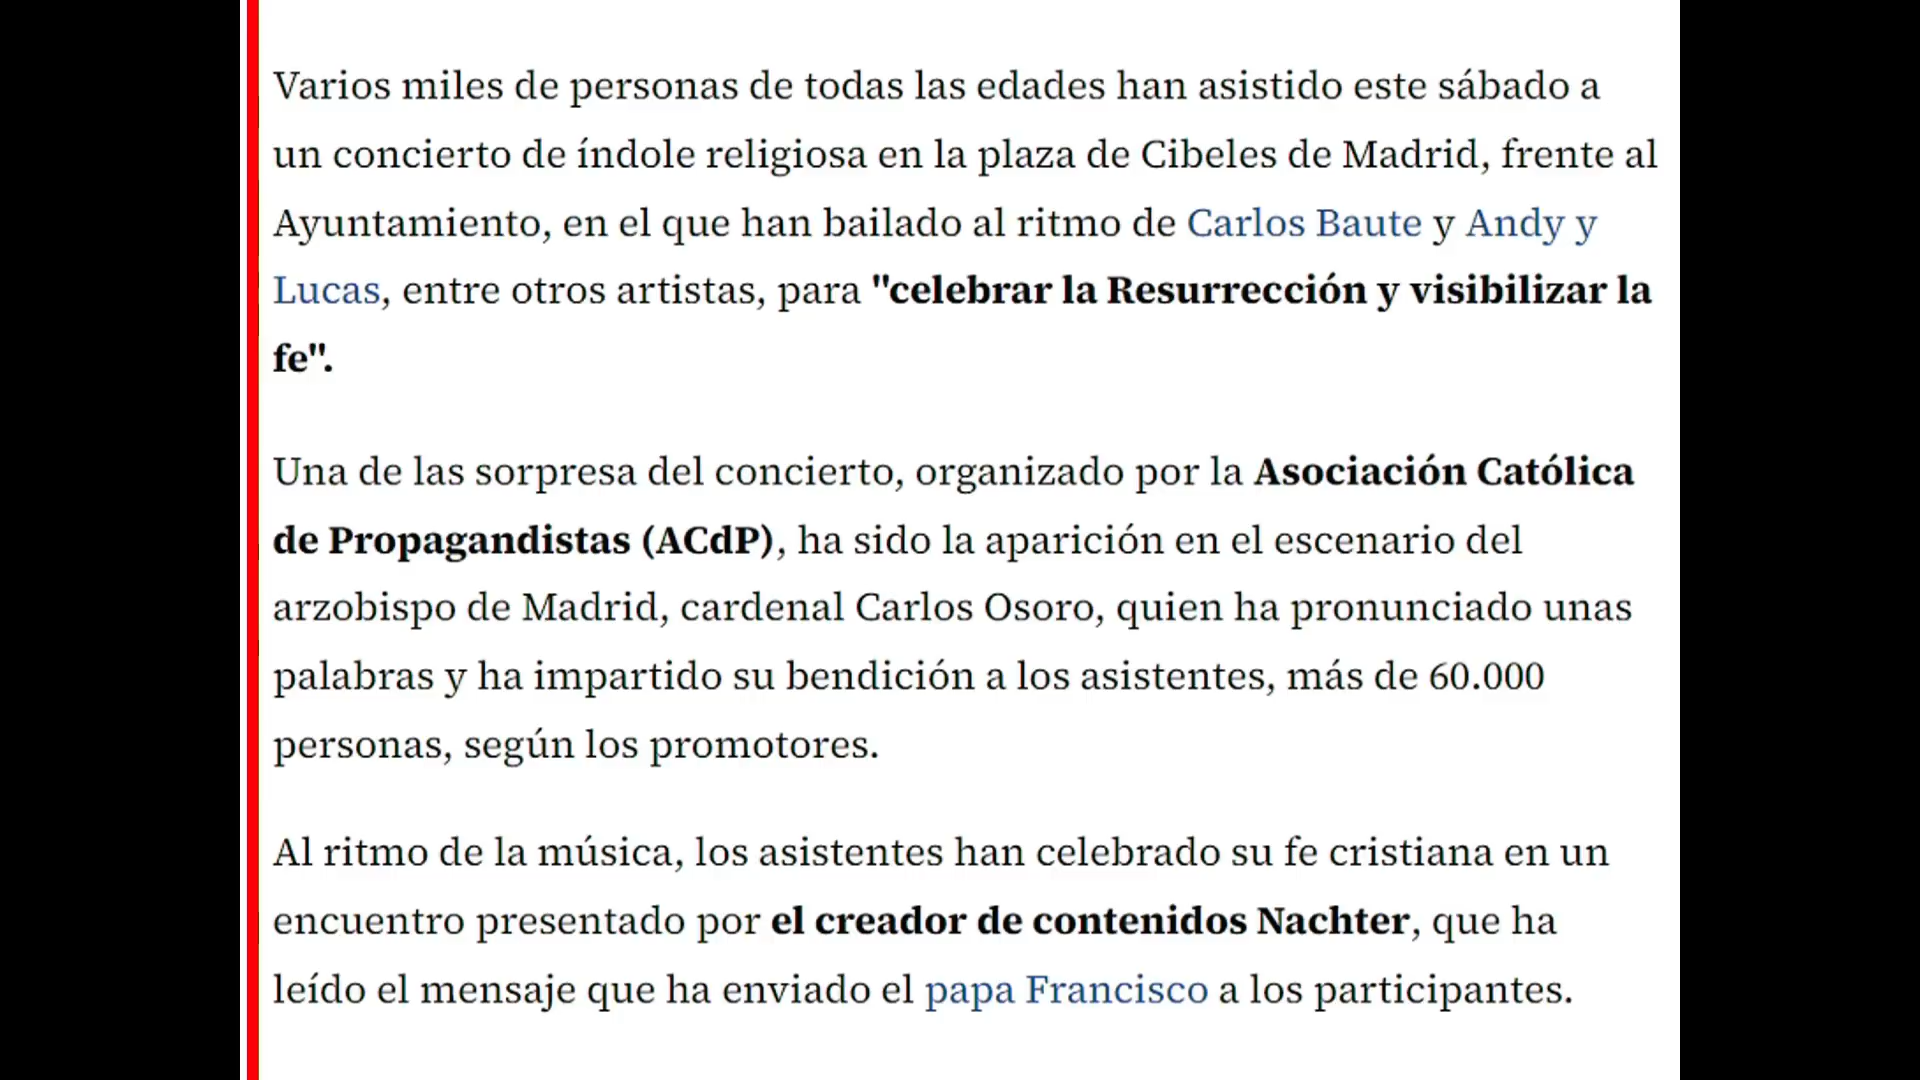 Varios miles de personas de todas las edades han asistido este sábado a
un concierto de índole religiosa en la plaza de Cibeles de Madrid, frente al
Ayuntamiento, en el que han bailado al ritmo de Carlos Baute y Andy y
Lucas, entre otros artistas, para "celebrar la Resurrección y visibilizar la
fe".
Una de las sorpresa del concierto, organizado por la Asociación Católica
de Propagandistas (ACdP), ha sido la aparición en el escenario del
arzobispo de Madrid, cardenal Carlos Osoro, quien ha pronunciado unas
palabras y ha impartido su bendición a los asistentes, más de 60.000
personas, según los promotores.
Al ritmo de la música, los asistentes han celebrado su fe cristiana en un
encuentro presentado por el creador de contenidos Nachter, que ha
leído el mensaje que ha enviado el papa Francisco a los participantes.